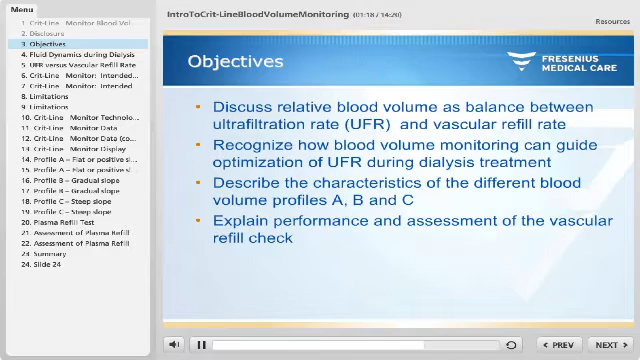 Menu
IntroToCrit-LineBloodVolumeMonitoring (01:18 / 14:20)
Resources
1. Crit-Line Monitor Blood Vol...
2. Disclosure
3. Objectives
4. Fluid Dynamics during Dialysis
5. UFR versus Vascular Refill Rate
6. Crit-Line Monitor: Intended...
7. Crit-Line Monitor: Intended
8. Limitations
9. Limitations
10. Crit-Line Monitor Technolo...
11. Crit-Line Monitor Data
12. Crit-Line Monitor Data (co...
13. Crit-Line Monitor Display
14. Profile A – Flat or positive s...
15. Profile A – Flat or positive sl...
16. Profile B – Gradual slope
17. Profile B – Gradual slope
18. Profile C – Steep slope
19. Profile C – Steep slope
20. Plasma Refill Test
21. Assessment of Plasma Refill
22. Assessment of Plasma Refill
23. Summary
24. Slide 24
Objectives
FRESENIUS
MEDICAL CARE
Discuss relative blood volume as balance between
ultrafiltration rate (UFR) and vascular refill rate
Recognize how blood volume monitoring can guide
optimization of UFR during dialysis treatment
Describe the characteristics of the different blood
volume profiles A, B and C
Explain performance and assessment of the vascular
refill check
PREV
NEXT